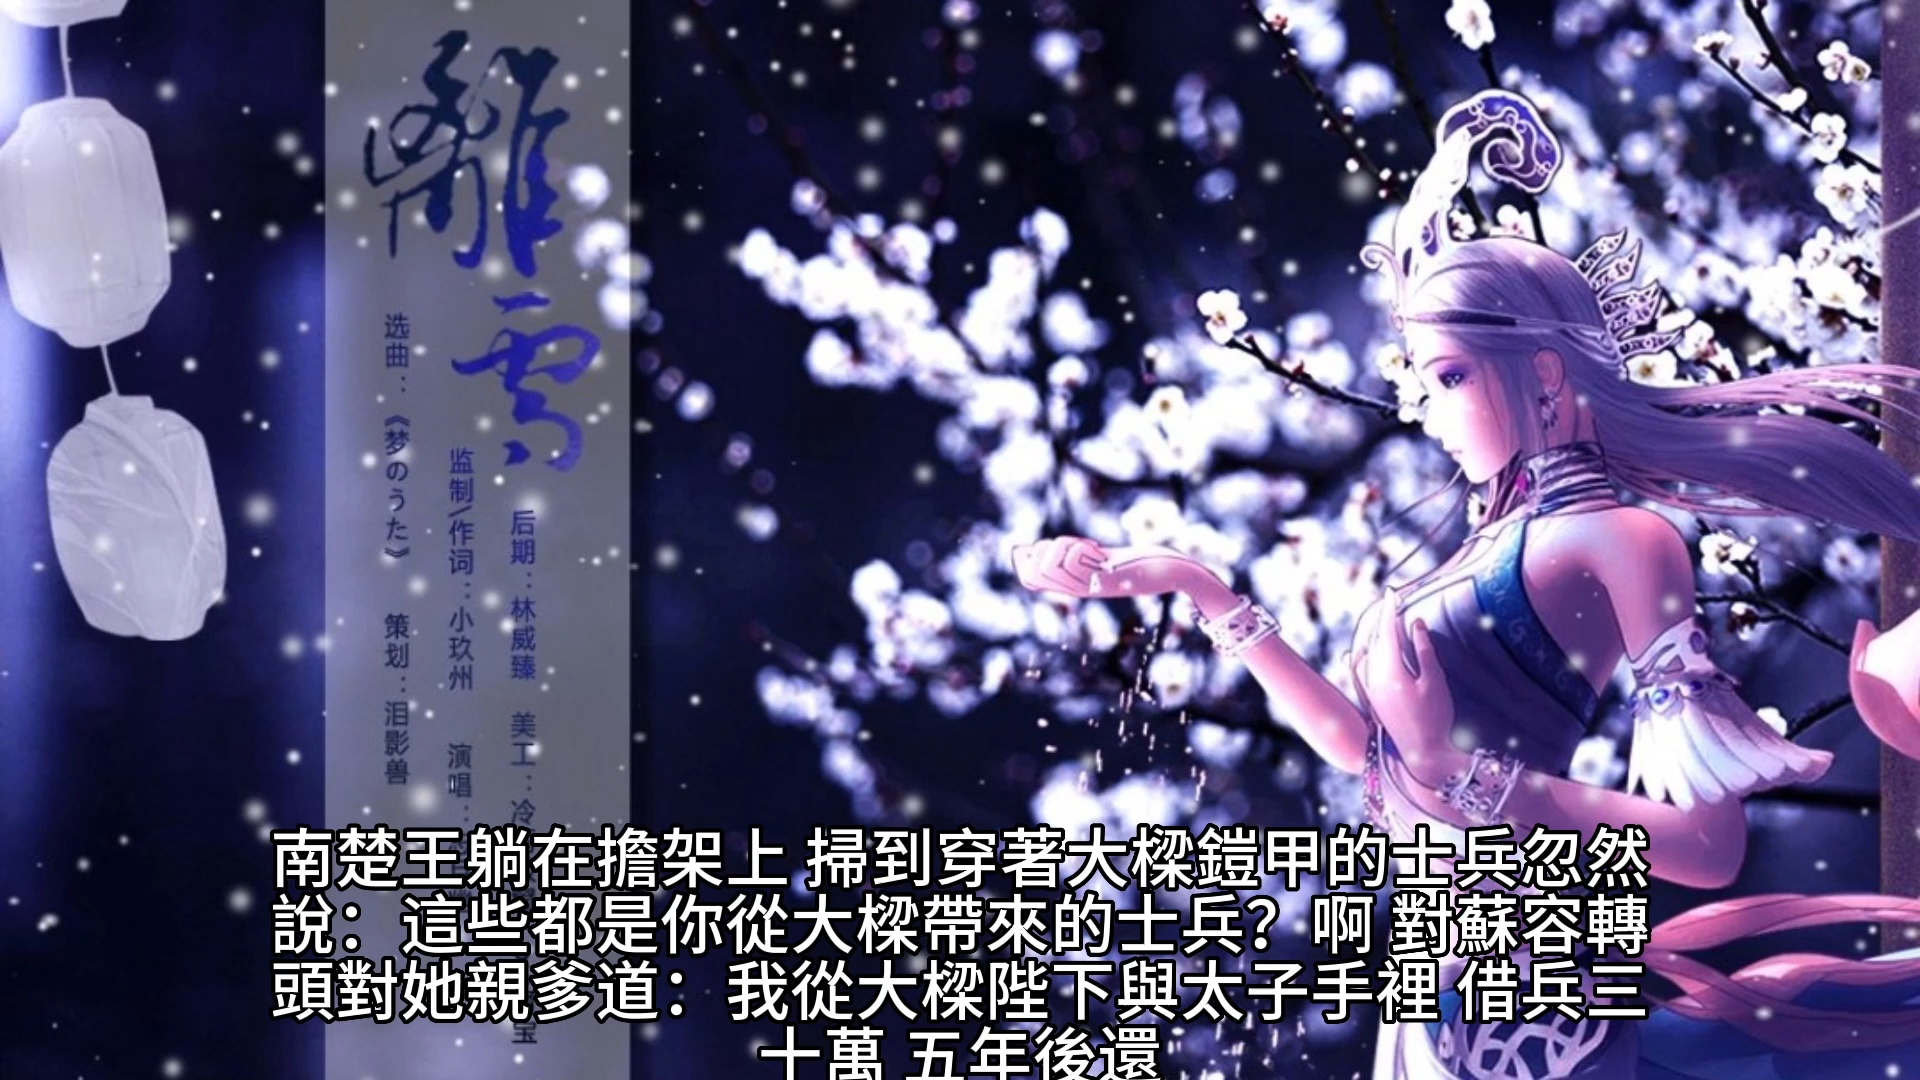 離雪
选曲：《梦のうた》 策划：泪影兽
监制\作词：小玖州 演唱：
后期：林威臻 美工：冷
宝
南楚王躺在擔架上 掃到穿著大樑鎧甲的士兵忽然
說：這些都是你從大樑帶來的士兵？啊 對蘇容轉
頭對她親爹道：我從大樑陛下與太子手裡 借兵三
十萬 五年後還